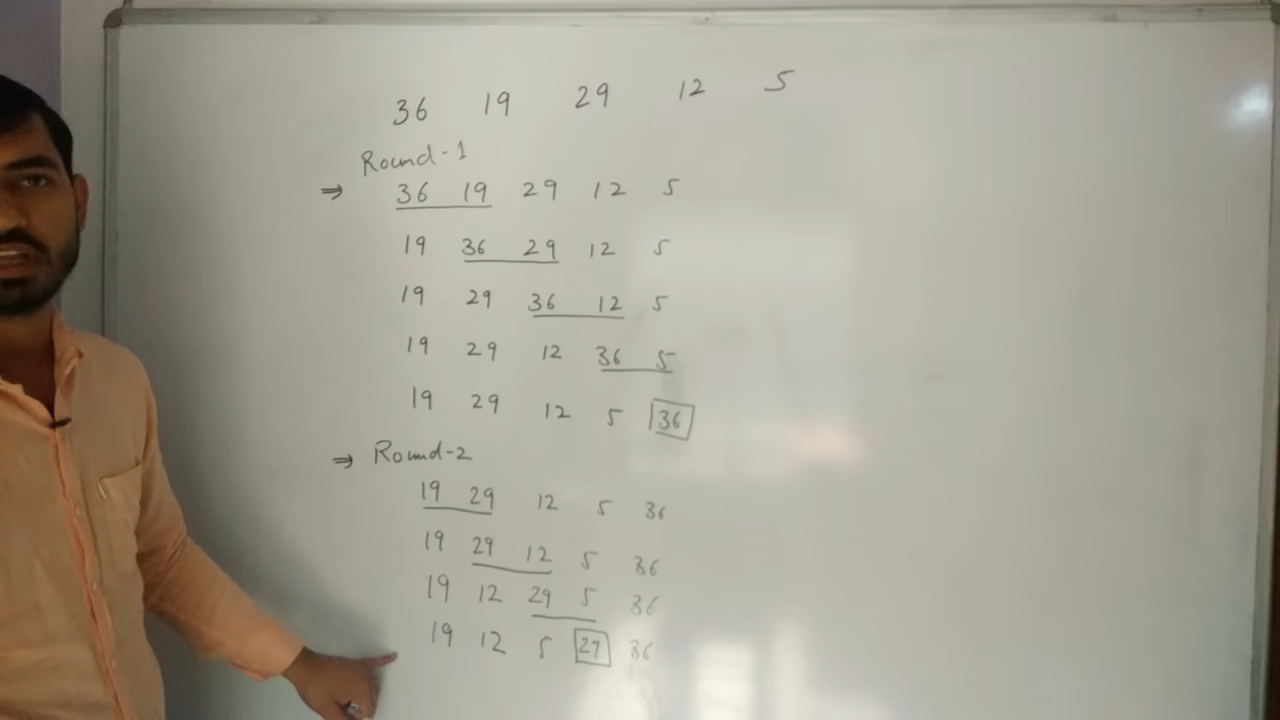 36 19 29 12 5
Round-1
⇒ 36 19 29 12 5
19 36 29 12 5
19 29 36 12 5
19 29 12 36 5
19 29 12 5 36
⇒ Round-2
19 29 12 5 36
19 29 12 5 36
19 12 29 5 36
19 12 5 29 36